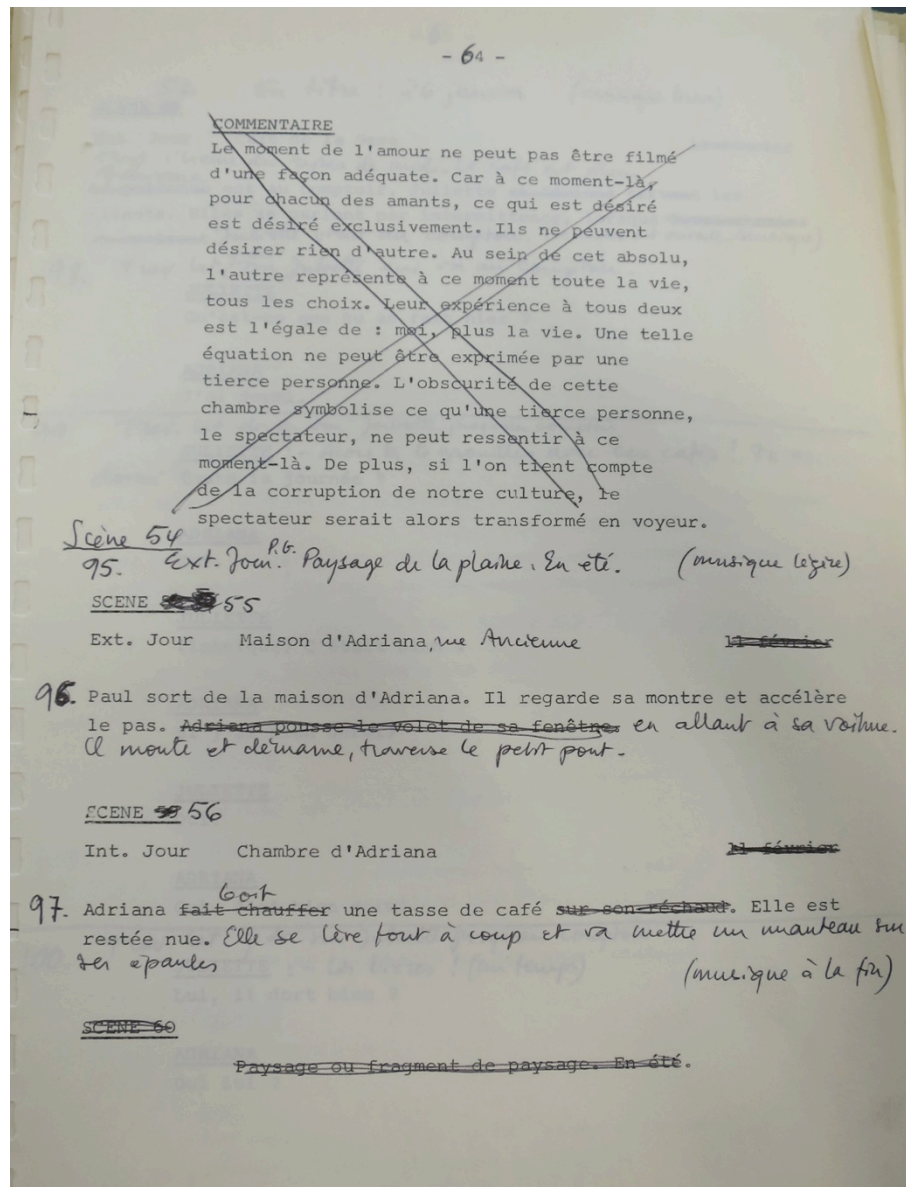 - 64 -
COMMENTAIRE
Le moment de l'amour ne peut pas être filmé
d'une façon adéquate. Car à ce moment-là,
pour chacun des amants, ce qui est désiré
est désiré exclusivement. Ils ne peuvent
désirer rien d'autre. Au sein de cet absolu,
l'autre représente à ce moment toute la vie,
tous les choix. Leur expérience à tous deux
est l'égale de : moi, plus la vie. Une telle
équation ne peut être exprimée par une
tierce personne. L'obscurité de cette
chambre symbolise ce qu'une tierce personne,
le spectateur, ne peut ressentir à ce
moment-là. De plus, si l'on tient compte
de la corruption de notre culture, le
spectateur serait alors transformé en voyeur.
Scène 54
95. Ext. Jour. P.G. Paysage de la plaine. En été. (musique légère)
SCENE 55
Ext. Jour Maison d'Adriana, rue Ancienne 11 février
96. Paul sort de la maison d'Adriana. Il regarde sa montre et accélère
le pas. Adriana pousse le volet de sa fenêtre. en allant à sa voiture.
Il monte et démarre, traverse le petit pont.
SCENE 56
Int. Jour Chambre d'Adriana 11 février
boit
97. Adriana fait chauffer une tasse de café sur son réchaud. Elle est
restée nue. Elle se lève tout à coup et va mettre un manteau sur
ses épaules (musique à la fin)
SCENE 60
Paysage ou fragment de paysage. En été.